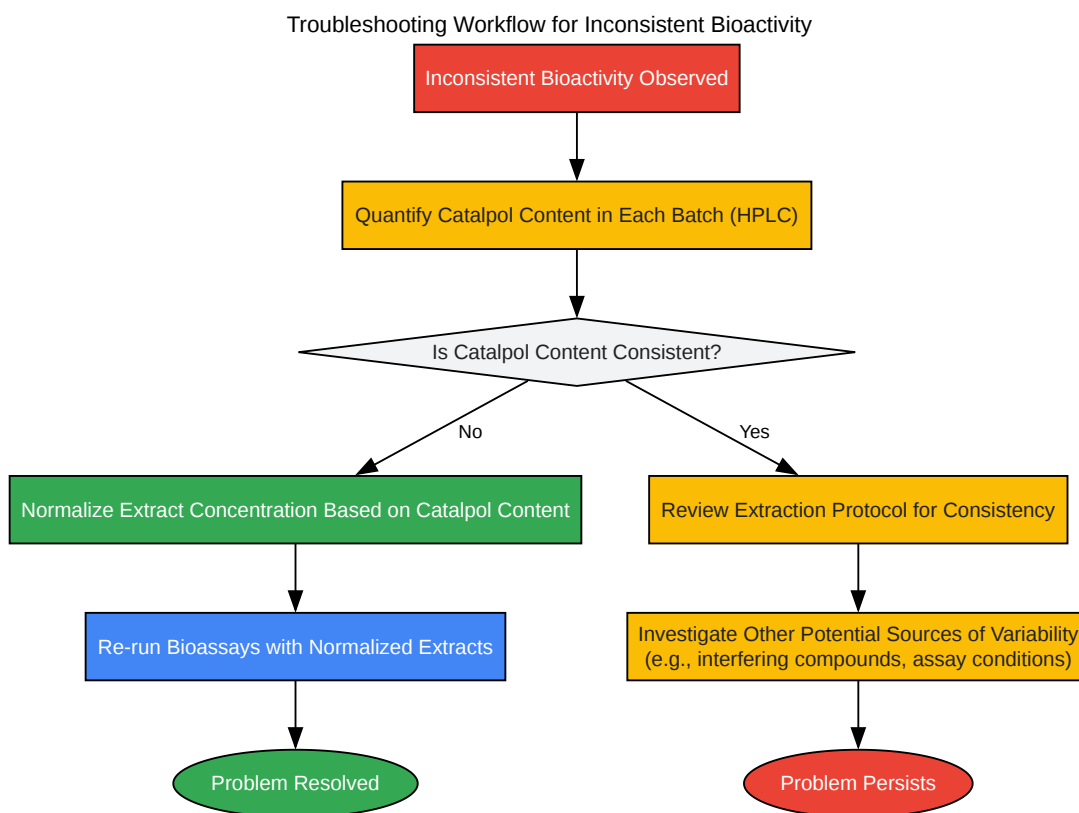 Troubleshooting Workflow for Inconsistent Bioactivity
Inconsistent Bioactivity Observed
Quantify Catalpol Content in Each Batch (HPLC)
Is Catalpol Content Consistent?
No
Yes
Normalize Extract Concentration Based on Catalpol Content
Review Extraction Protocol for Consistency
Re-run Bioassays with Normalized Extracts
Investigate Other Potential Sources of Variability
(e.g., interfering compounds, assay conditions)
Problem Resolved
Problem Persists